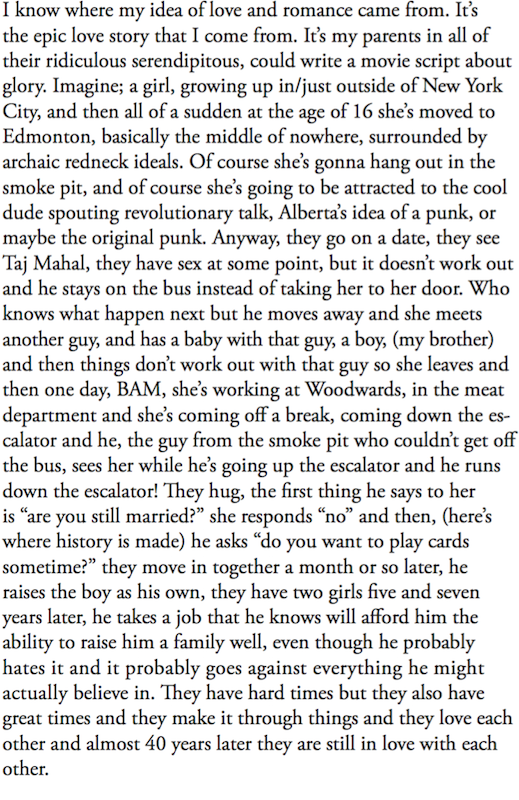 I know where my idea of love and romance came from. It’s
the epic love story that I come from. It’s my parents in all of
their ridiculous serendipitous, could write a movie script about
glory. Imagine; a girl, growing up in/just outside of New York
City, and then all of a sudden at the age of 16 she’s moved to
Edmonton, basically the middle of nowhere, surrounded by
archaic redneck ideals. Of course she’s gonna hang out in the
smoke pit, and of course she’s going to be attracted to the cool
dude spouting revolutionary talk, Alberta’s idea of a punk, or
maybe the original punk. Anyway, they go on a date, they see
Taj Mahal, they have sex at some point, but it doesn’t work out
and he stays on the bus instead of taking her to her door. Who
knows what happen next but he moves away and she meets
another guy, and has a baby with that guy, a boy, (my brother)
and then things don’t work out with that guy so she leaves and
then one day, BAM, she’s working at Woodwards, in the meat
department and she’s coming off a break, coming down the es-
calator and he, the guy from the smoke pit who couldn’t get off
the bus, sees her while he’s going up the escalator and he runs
down the escalator! They hug, the first thing he says to her
is “are you still married?” she responds “no” and then, (here’s
where history is made) he asks “do you want to play cards
sometime?” they move in together a month or so later, he
raises the boy as his own, they have two girls five and seven
years later, he takes a job that he knows will afford him the
ability to raise him a family well, even though he probably
hates it and it probably goes against everything he might
actually believe in. They have hard times but they also have
great times and they make it through things and they love each
other and almost 40 years later they are still in love with each
other.